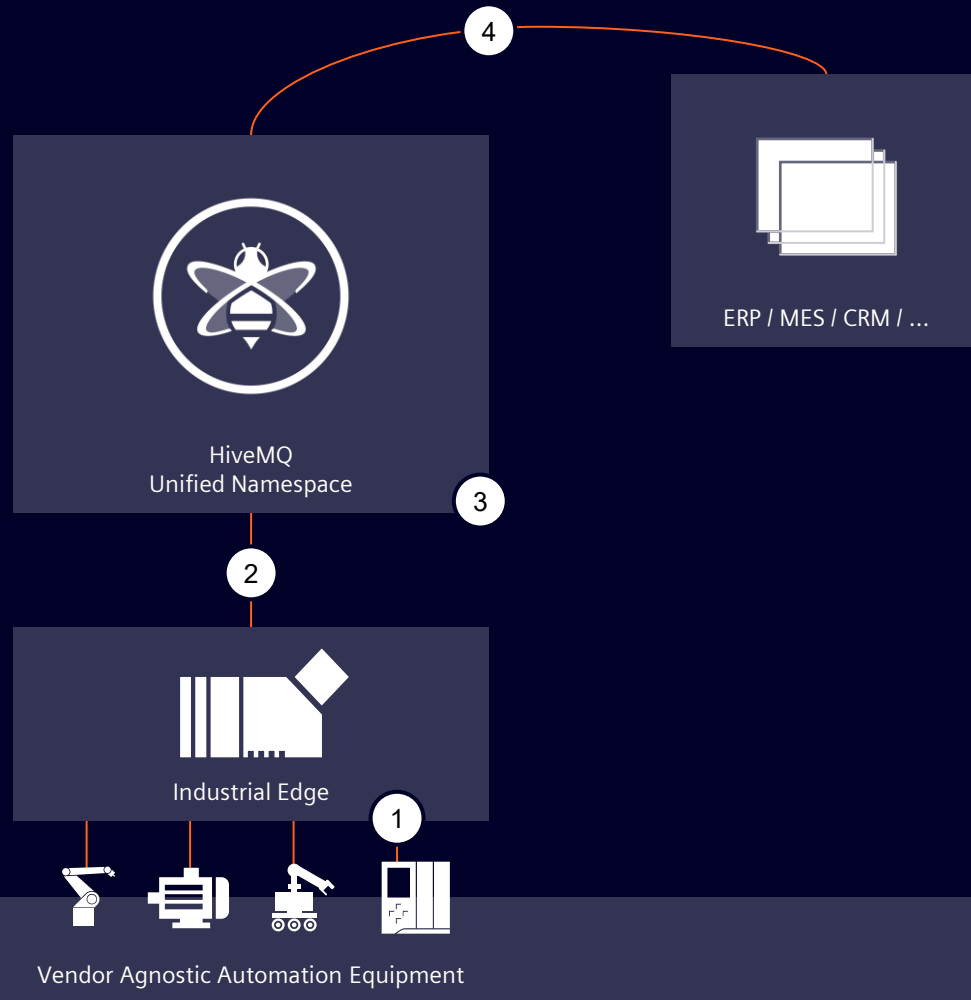 4
ERP / MES / CRM / ...
HiveMQ
Unified Namespace
3
2
Industrial Edge
1
Vendor Agnostic Automation Equipment